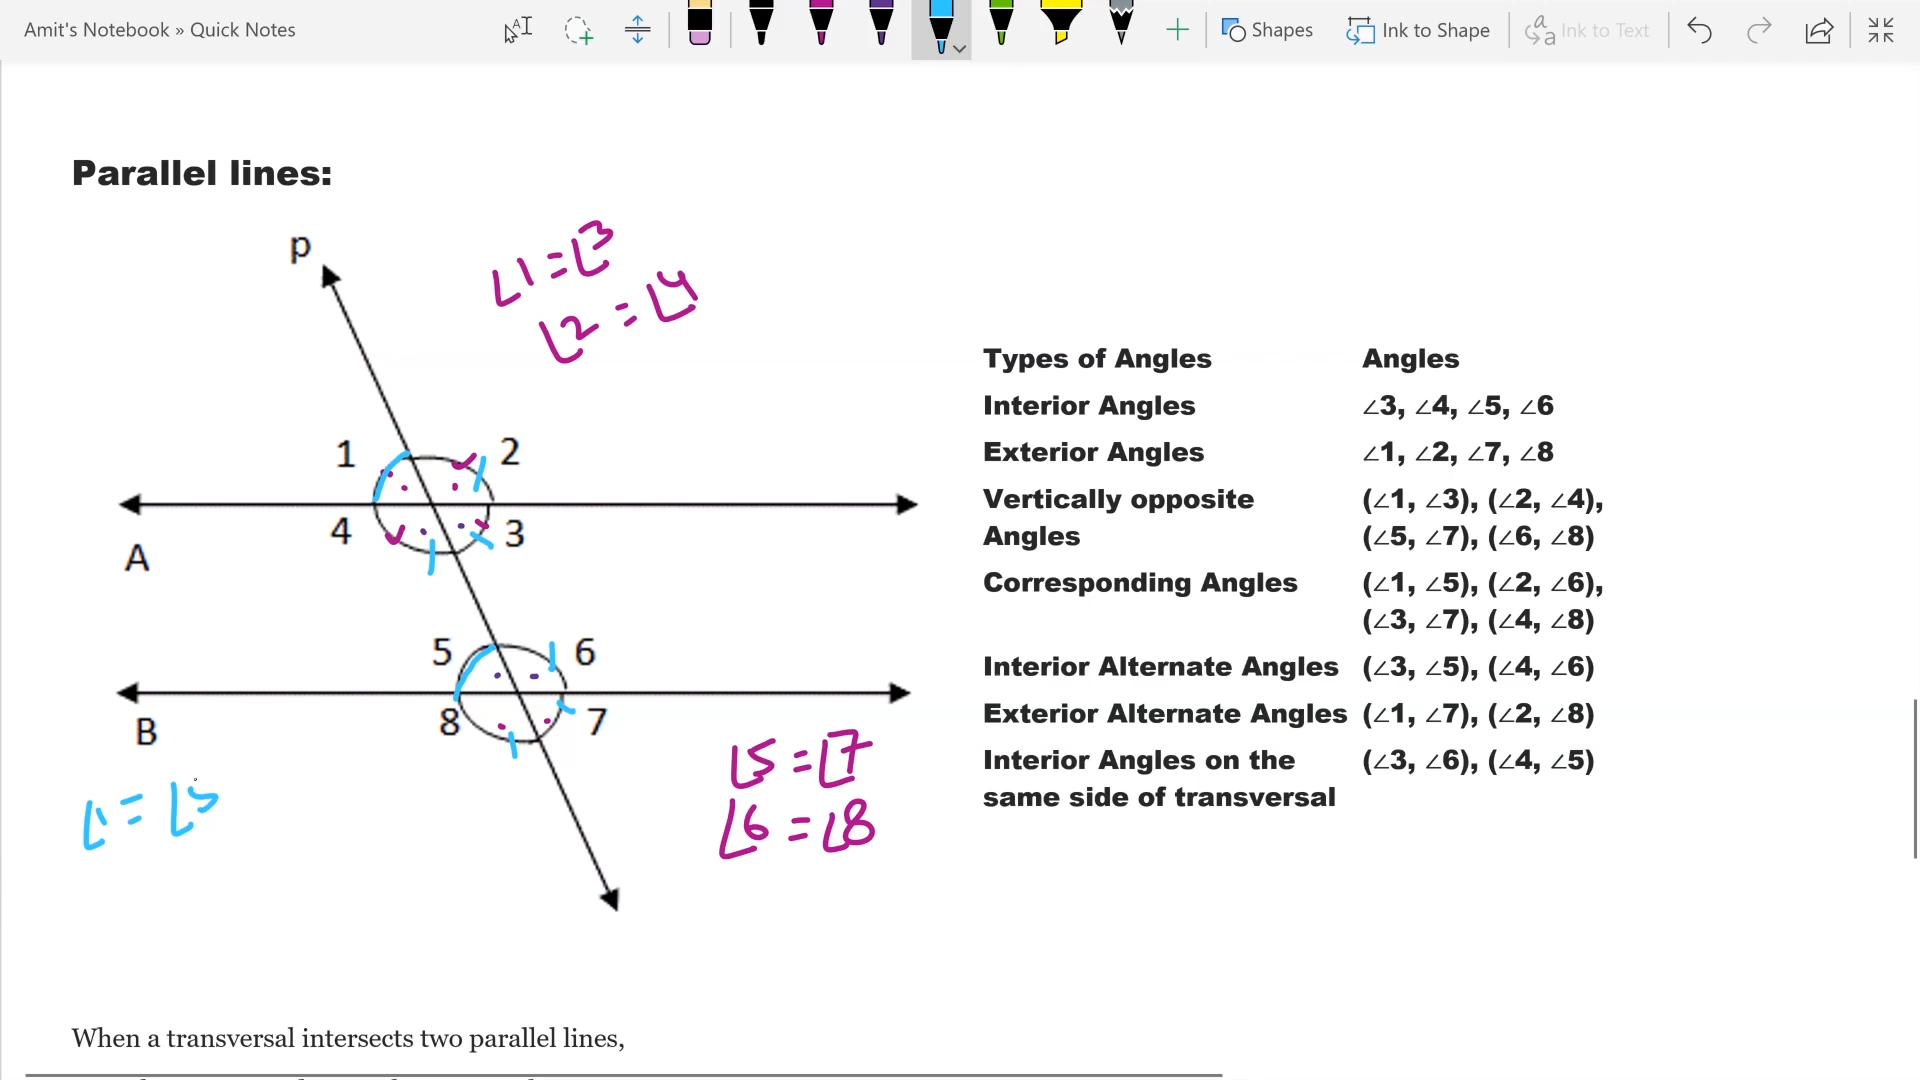 Amit's Notebook » Quick Notes
Shapes
Ink to Shape
Ink to Text
Parallel lines:
p
∠1 = ∠3
∠2 = ∠4
1
2
4
3
A
5
6
B
8
7
∠1 = ∠5
∠5 = ∠7
∠6 = ∠8
Types of Angles Angles
Interior Angles ∠3, ∠4, ∠5, ∠6
Exterior Angles ∠1, ∠2, ∠7, ∠8
Vertically opposite (∠1, ∠3), (∠2, ∠4),
Angles (∠5, ∠7), (∠6, ∠8)
Corresponding Angles (∠1, ∠5), (∠2, ∠6),
(∠3, ∠7), (∠4, ∠8)
Interior Alternate Angles (∠3, ∠5), (∠4, ∠6)
Exterior Alternate Angles (∠1, ∠7), (∠2, ∠8)
Interior Angles on the (∠3, ∠6), (∠4, ∠5)
same side of transversal
When a transversal intersects two parallel lines,